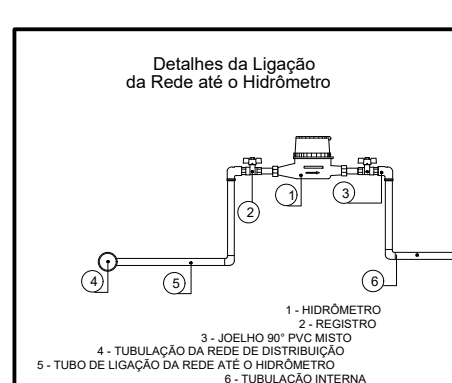 Detalhes da Ligação
da Rede até o Hidrômetro
2
1
3
4
5
6
1 - HIDRÔMETRO
2 - REGISTRO
3 - JOELHO 90° PVC MISTO
4 - TUBULAÇÃO DA REDE DE DISTRIBUIÇÃO
5 - TUBO DE LIGAÇÃO DA REDE ATÉ O HIDRÔMETRO
6 - TUBULAÇÃO INTERNA